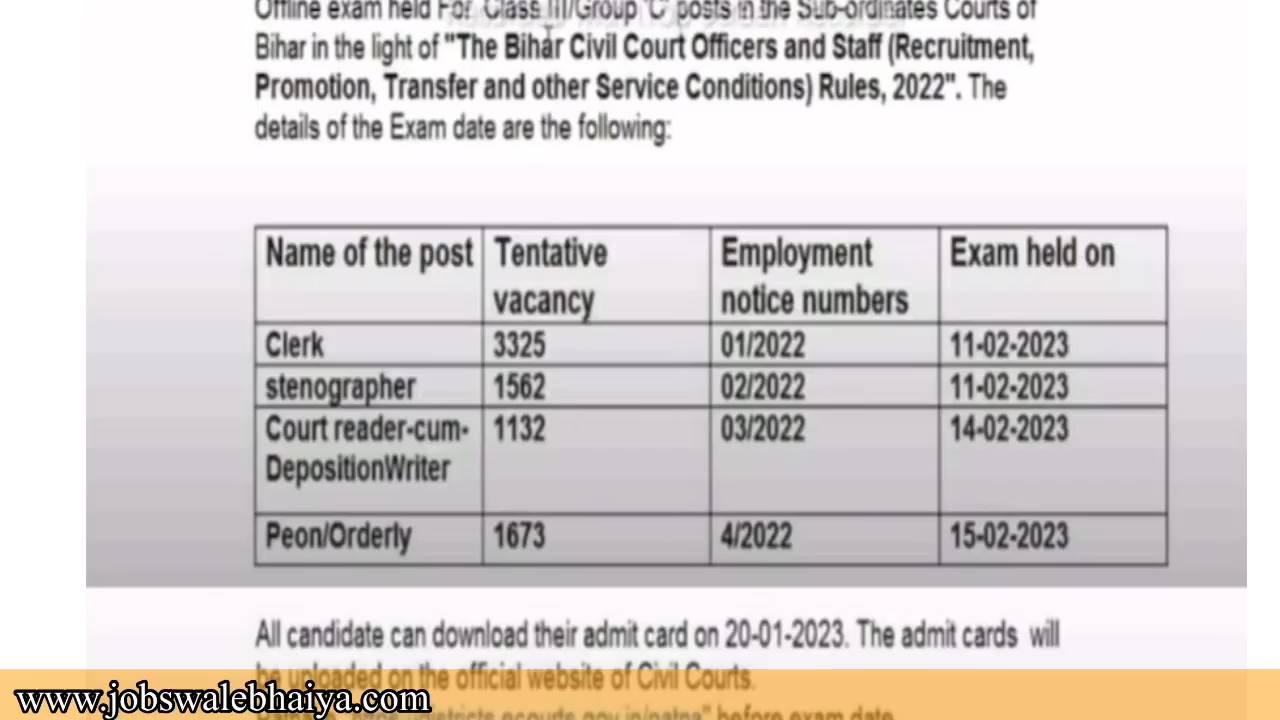 Offline exam held For Class III/Group 'C' posts in the Sub-ordinates Courts of
Bihar in the light of "The Bihar Civil Court Officers and Staff (Recruitment,
Promotion, Transfer and other Service Conditions) Rules, 2022". The
details of the Exam date are the following:
Name of the post Tentative vacancy Employment notice numbers Exam held on
Clerk 3325 01/2022 11-02-2023
stenographer 1562 02/2022 11-02-2023
Court reader-cum-DepositionWriter 1132 03/2022 14-02-2023
Peon/Orderly 1673 4/2022 15-02-2023
All candidate can download their admit card on 20-01-2023. The admit cards will
be uploaded on the official website of Civil Courts.
districts.ecourts.gov.in/patna" before exam date
www.jobswalebhaiya.com